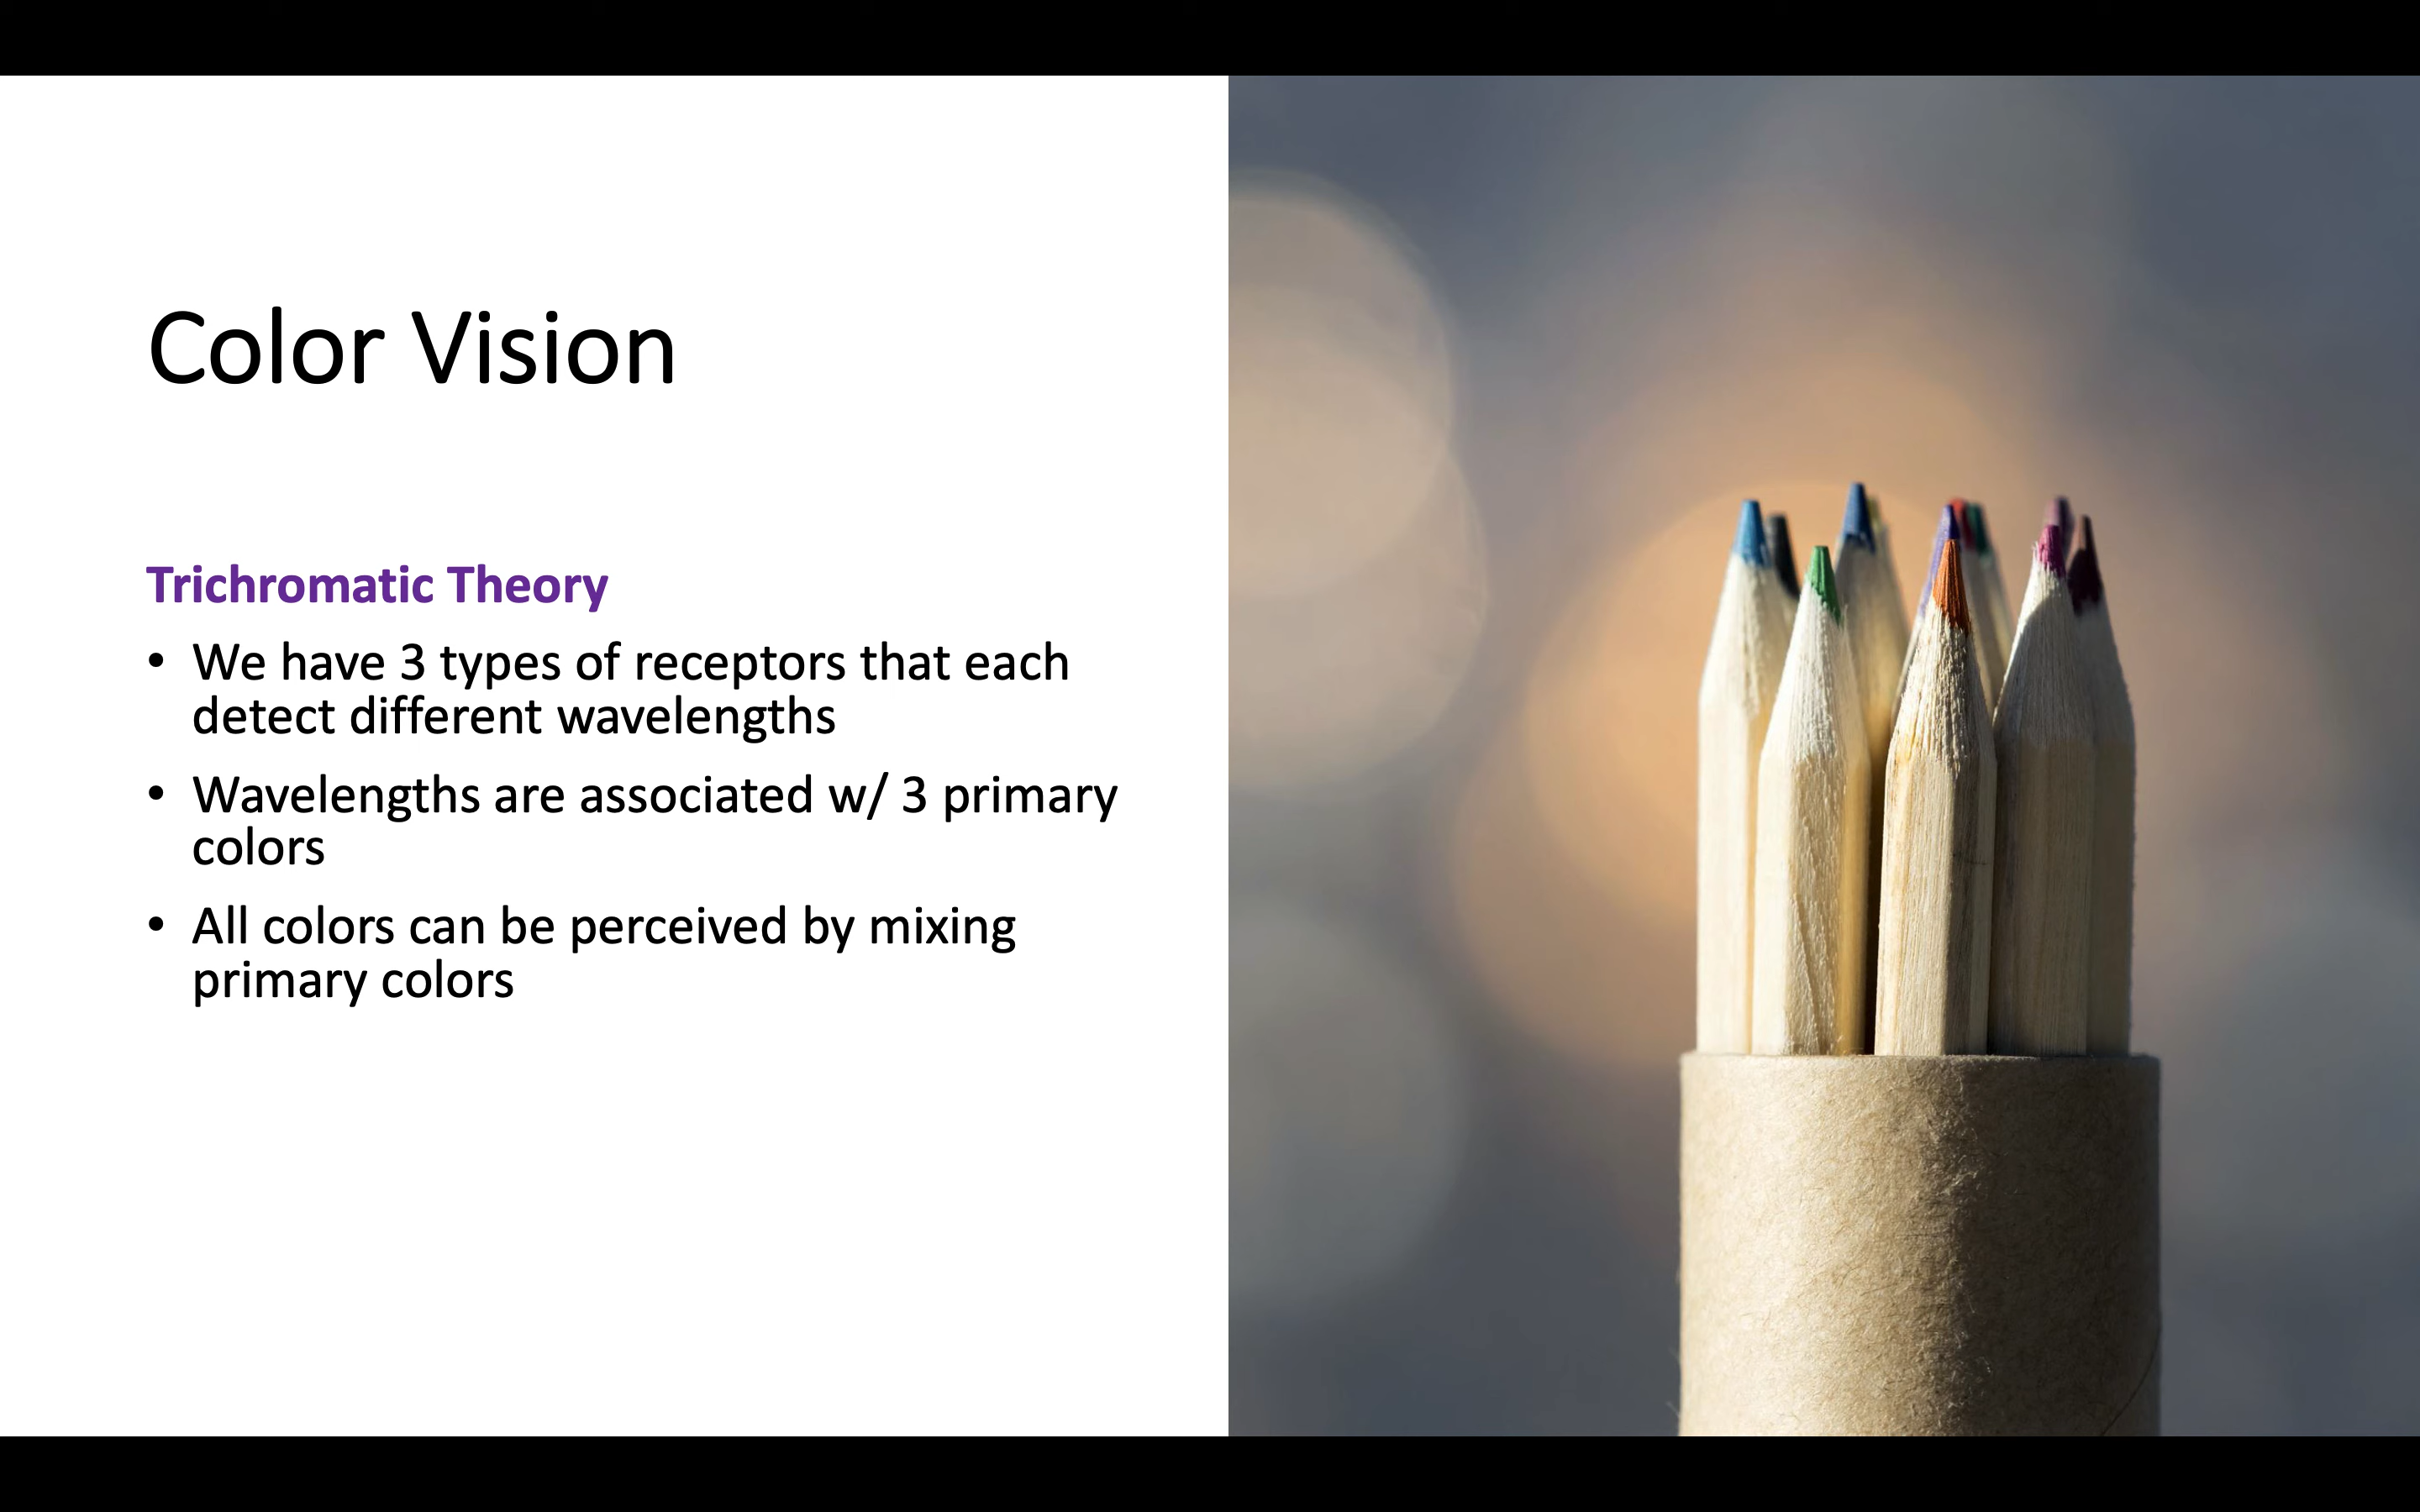 Color Vision
Trichromatic Theory
• We have 3 types of receptors that each
detect different wavelengths
• Wavelengths are associated w/ 3 primary
colors
• All colors can be perceived by mixing
primary colors